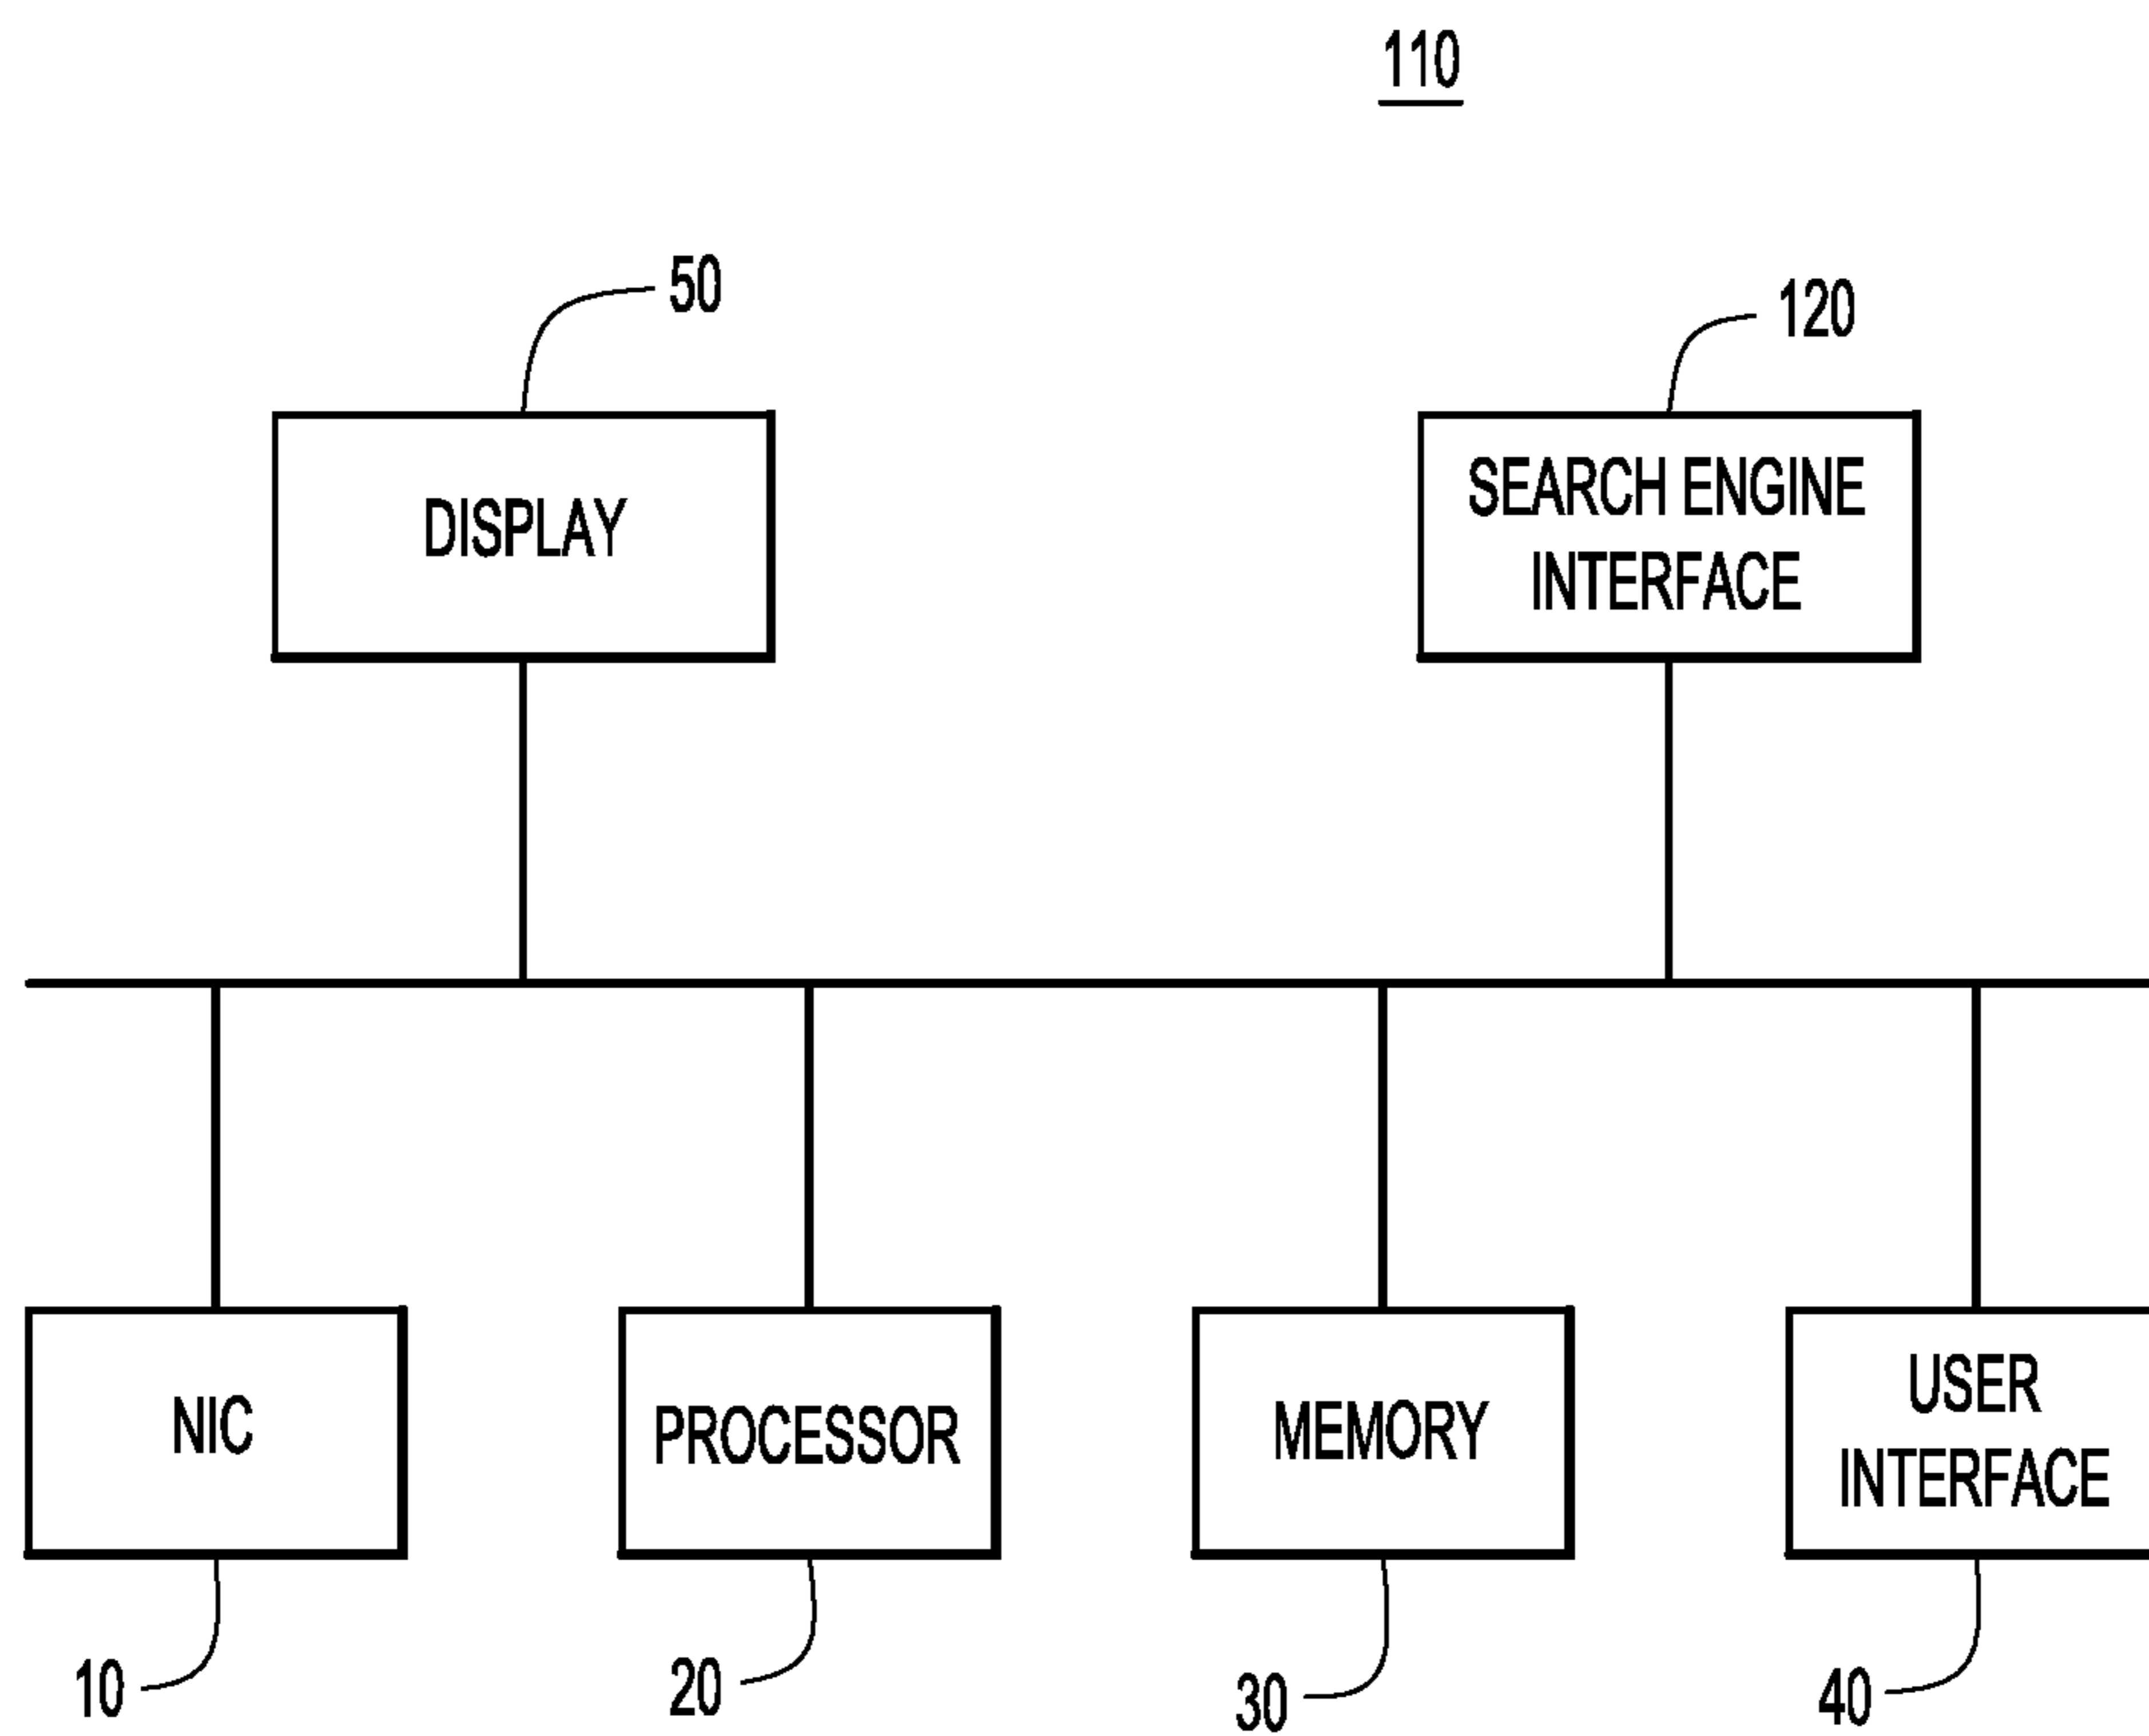 110
50
120
DISPLAY
SEARCH ENGINE
INTERFACE
NIC
PROCESSOR
MEMORY
USER
INTERFACE
10
20
30
40